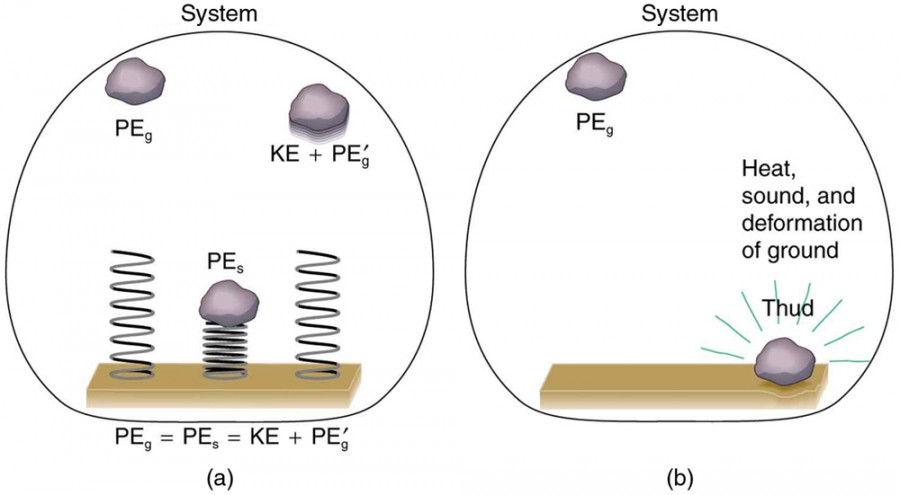 System
PEg
KE + PE′g
PEs
PEg = PEs = KE + PE′g
(a)
System
PEg
Heat,
sound, and
deformation
of ground
Thud
(b)